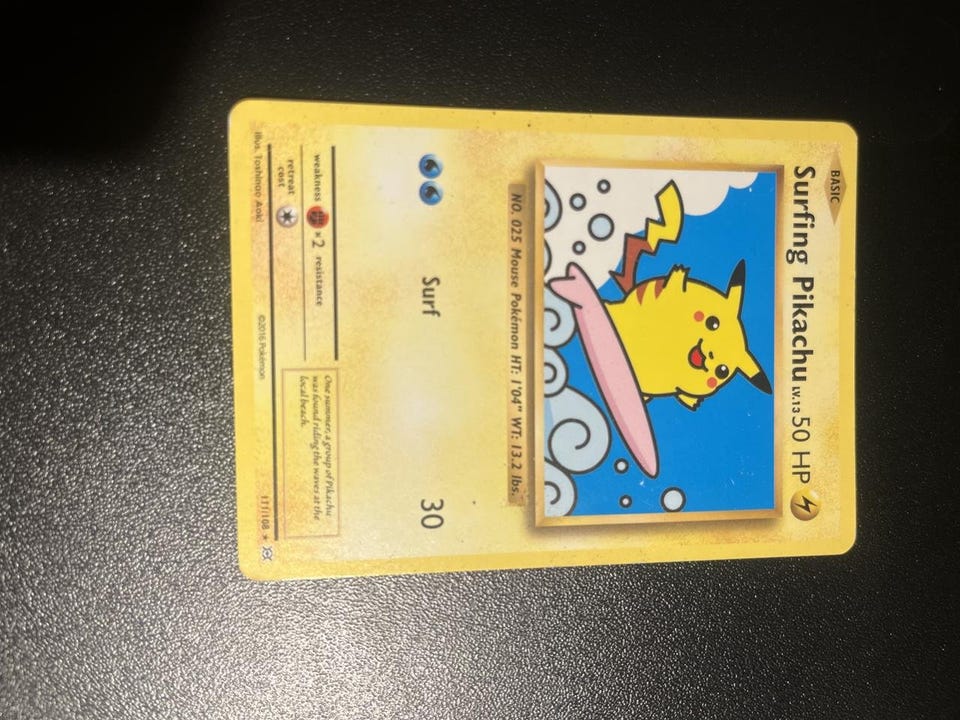 BASIC
Surfing Pikachu LV.13 50 HP
NO. 025 Mouse Pokémon HT: 1'04" WT: 13.2 lbs.
Surf 30
weakness ×2 resistance
retreat
cost
One summer, a group of Pikachu
was found riding the waves at the
local beach.
Illus. Toshinao Aoki ©2016 Pokémon 111/108 ★